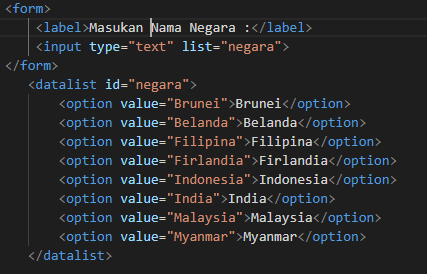 <form>
<label>Masukan Nama Negara :</label>
<input type="text" list="negara">
</form>
<datalist id="negara">
<option value="Brunei">Brunei</option>
<option value="Belanda">Belanda</option>
<option value="Filipina">Filipina</option>
<option value="Firlandia">Firlandia</option>
<option value="Indonesia">Indonesia</option>
<option value="India">India</option>
<option value="Malaysia">Malaysia</option>
<option value="Myanmar">Myanmar</option>
</datalist>